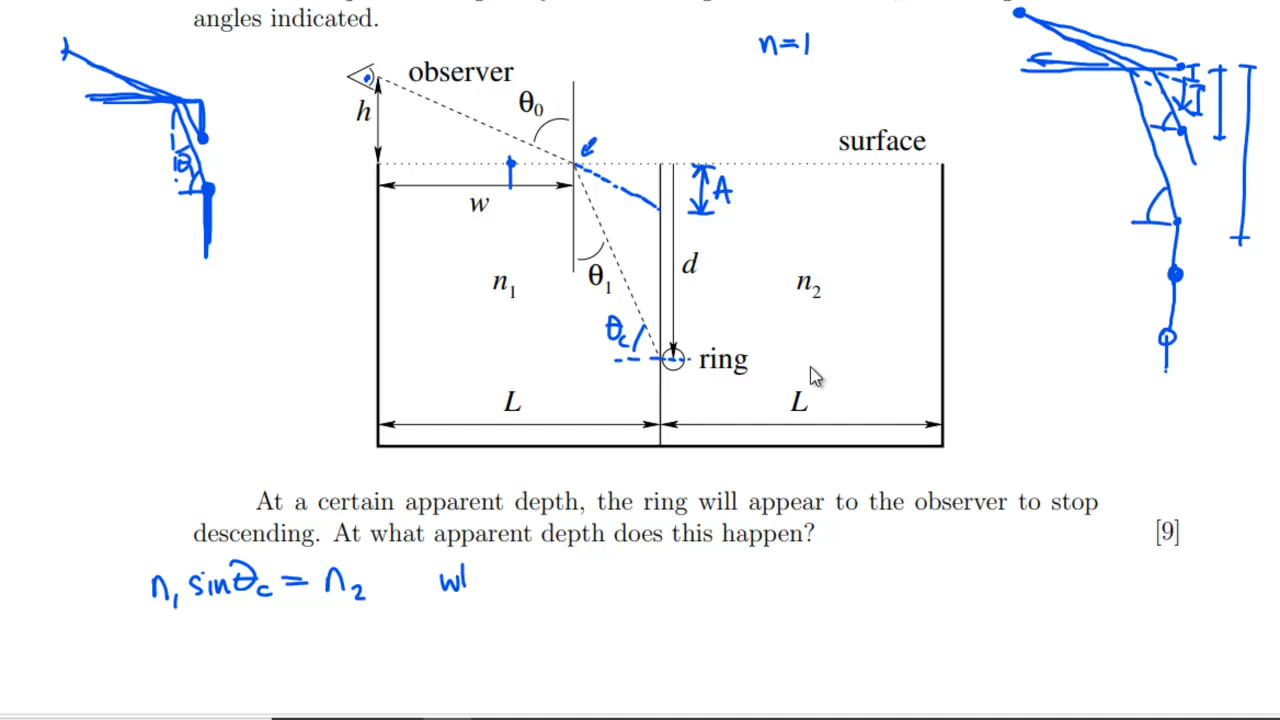 angles indicated.
n=1
observer
θ₀
h
surface
w
A
d
θ₁
n₁
n₂
θc
ring
L
L
At a certain apparent depth, the ring will appear to the observer to stop
descending. At what apparent depth does this happen?
[9]
n₁ sinθc = n₂